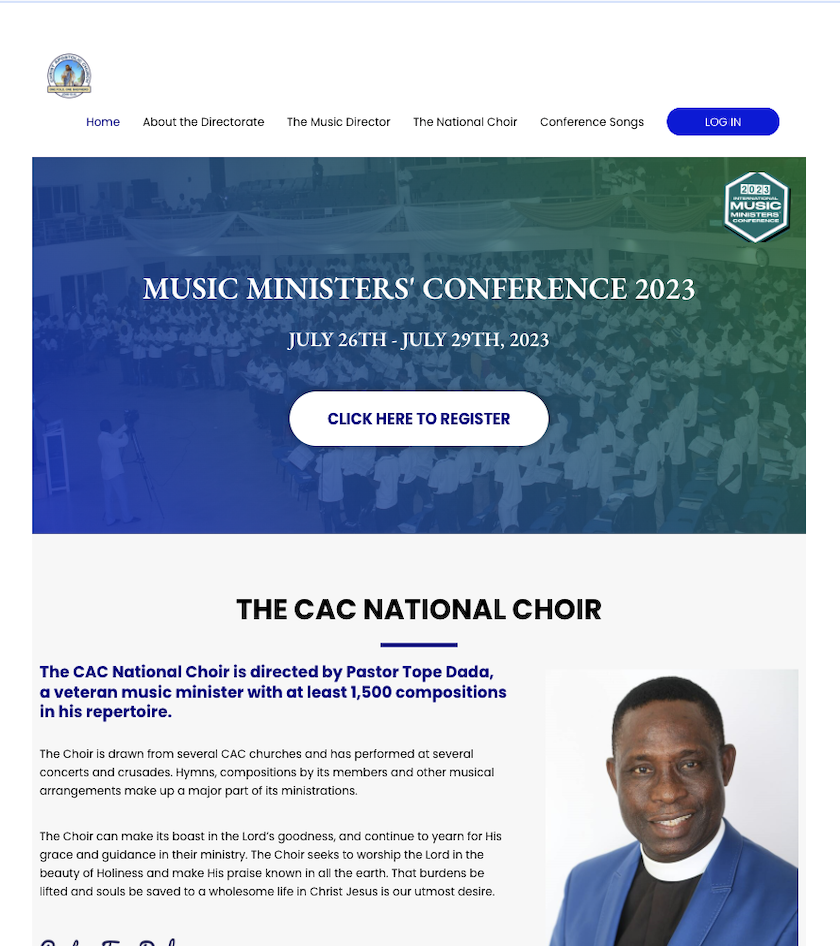 CHRIST APOSTOLIC CHURCH
Home
About the Directorate
The Music Director
The National Choir
Conference Songs
LOG IN
2023
INTERNATIONAL
MUSIC
MINISTERS'
CONFERENCE
MUSIC MINISTERS' CONFERENCE 2023
JULY 26TH - JULY 29TH, 2023
CLICK HERE TO REGISTER
THE CAC NATIONAL CHOIR
The CAC National Choir is directed by Pastor Tope Dada,
a veteran music minister with at least 1,500 compositions
in his repertoire.
The Choir is drawn from several CAC churches and has performed at several
concerts and crusades. Hymns, compositions by its members and other musical
arrangements make up a major part of its ministrations.
The Choir can make its boast in the Lord’s goodness, and continue to yearn for His
grace and guidance in their ministry. The Choir seeks to worship the Lord in the
beauty of Holiness and make His praise known in all the earth. That burdens be
lifted and souls be saved to a wholesome life in Christ Jesus is our utmost desire.